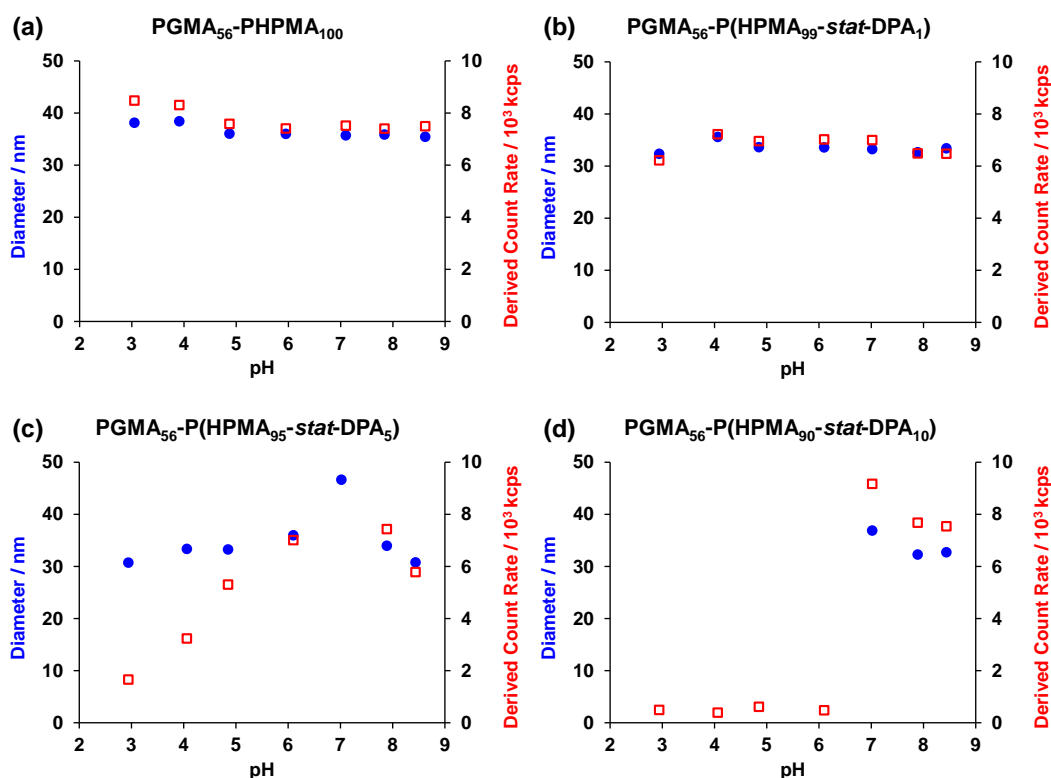 (a) PGMA₅₆-PHPMA₁₀₀
50
40
30
20
10
0
Diameter / nm
10
8
6
4
2
0
Derived Count Rate / 10³ kcps
2 3 4 5 6 7 8 9
pH
(b) PGMA₅₆-P(HPMA₉₉-stat-DPA₁)
50
40
30
20
10
0
Diameter / nm
10
8
6
4
2
0
Derived Count Rate / 10³ kcps
2 3 4 5 6 7 8 9
pH
(c) PGMA₅₆-P(HPMA₉₅-stat-DPA₅)
50
40
30
20
10
0
Diameter / nm
10
8
6
4
2
0
Derived Count Rate / 10³ kcps
2 3 4 5 6 7 8 9
pH
(d) PGMA₅₆-P(HPMA₉₀-stat-DPA₁₀)
50
40
30
20
10
0
Diameter / nm
10
8
6
4
2
0
Derived Count Rate / 10³ kcps
2 3 4 5 6 7 8 9
pH